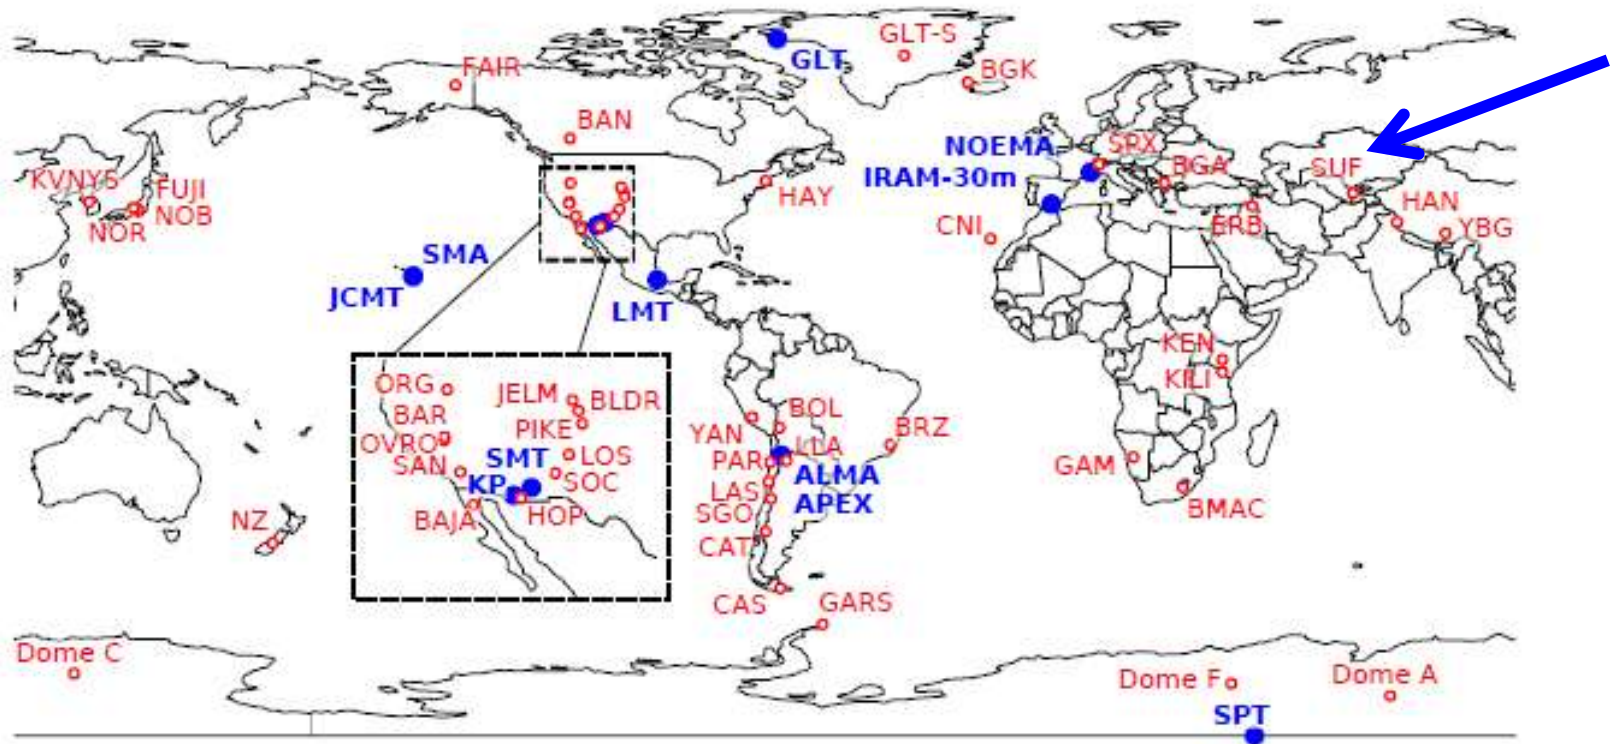 GLT-S
GLT
FAIR
BGK
BAN
NOEMA
SPX
IRAM-30m
BGA
SUF
KVNYS
FUJI
HAY
NOB
HAN
NOR
CNI
ERB
YBG
SMA
JCMT
LMT
KEN
KILI
ORG
JELM
BLDR
BAR
PIKE
BOL
YAN
BRZ
OVRO
LLA
SMT
LOS
SAN
PAR
GAM
KP
SOC
ALMA
LAS
APEX
BAJA
HOP
SGO
BMAC
NZ
CAT
CAS
GARS
Dome C
Dome F
Dome A
SPT